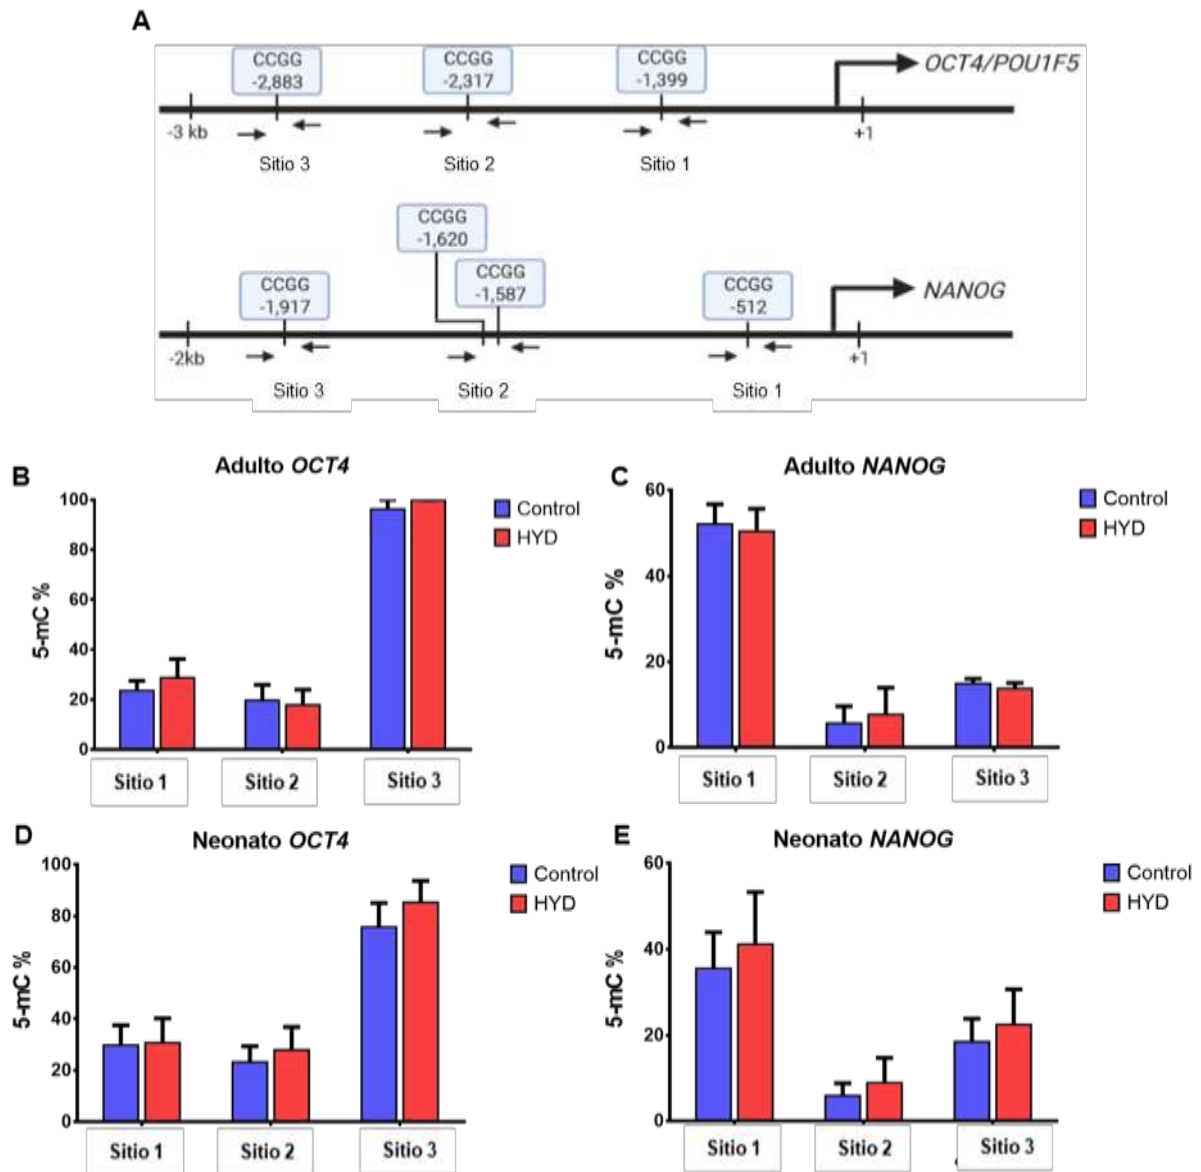 A
CCGG
-2,883
CCGG
-2,317
CCGG
-1,399
OCT4/POU1F5
-3 kb
+1
Sitio 3
Sitio 2
Sitio 1
CCGG
-1,620
CCGG
-1,917
CCGG
-1,587
CCGG
-512
NANOG
-2kb
+1
Sitio 3
Sitio 2
Sitio 1
B
Adulto OCT4
100
80
60
40
20
0
5-mC %
Control
HYD
Sitio 1
Sitio 2
Sitio 3
C
Adulto NANOG
60
40
20
0
5-mC %
Control
HYD
Sitio 1
Sitio 2
Sitio 3
D
Neonato OCT4
100
80
60
40
20
0
5-mC %
Control
HYD
Sitio 1
Sitio 2
Sitio 3
E
Neonato NANOG
60
40
20
0
5-mC %
Control
HYD
Sitio 1
Sitio 2
Sitio 3